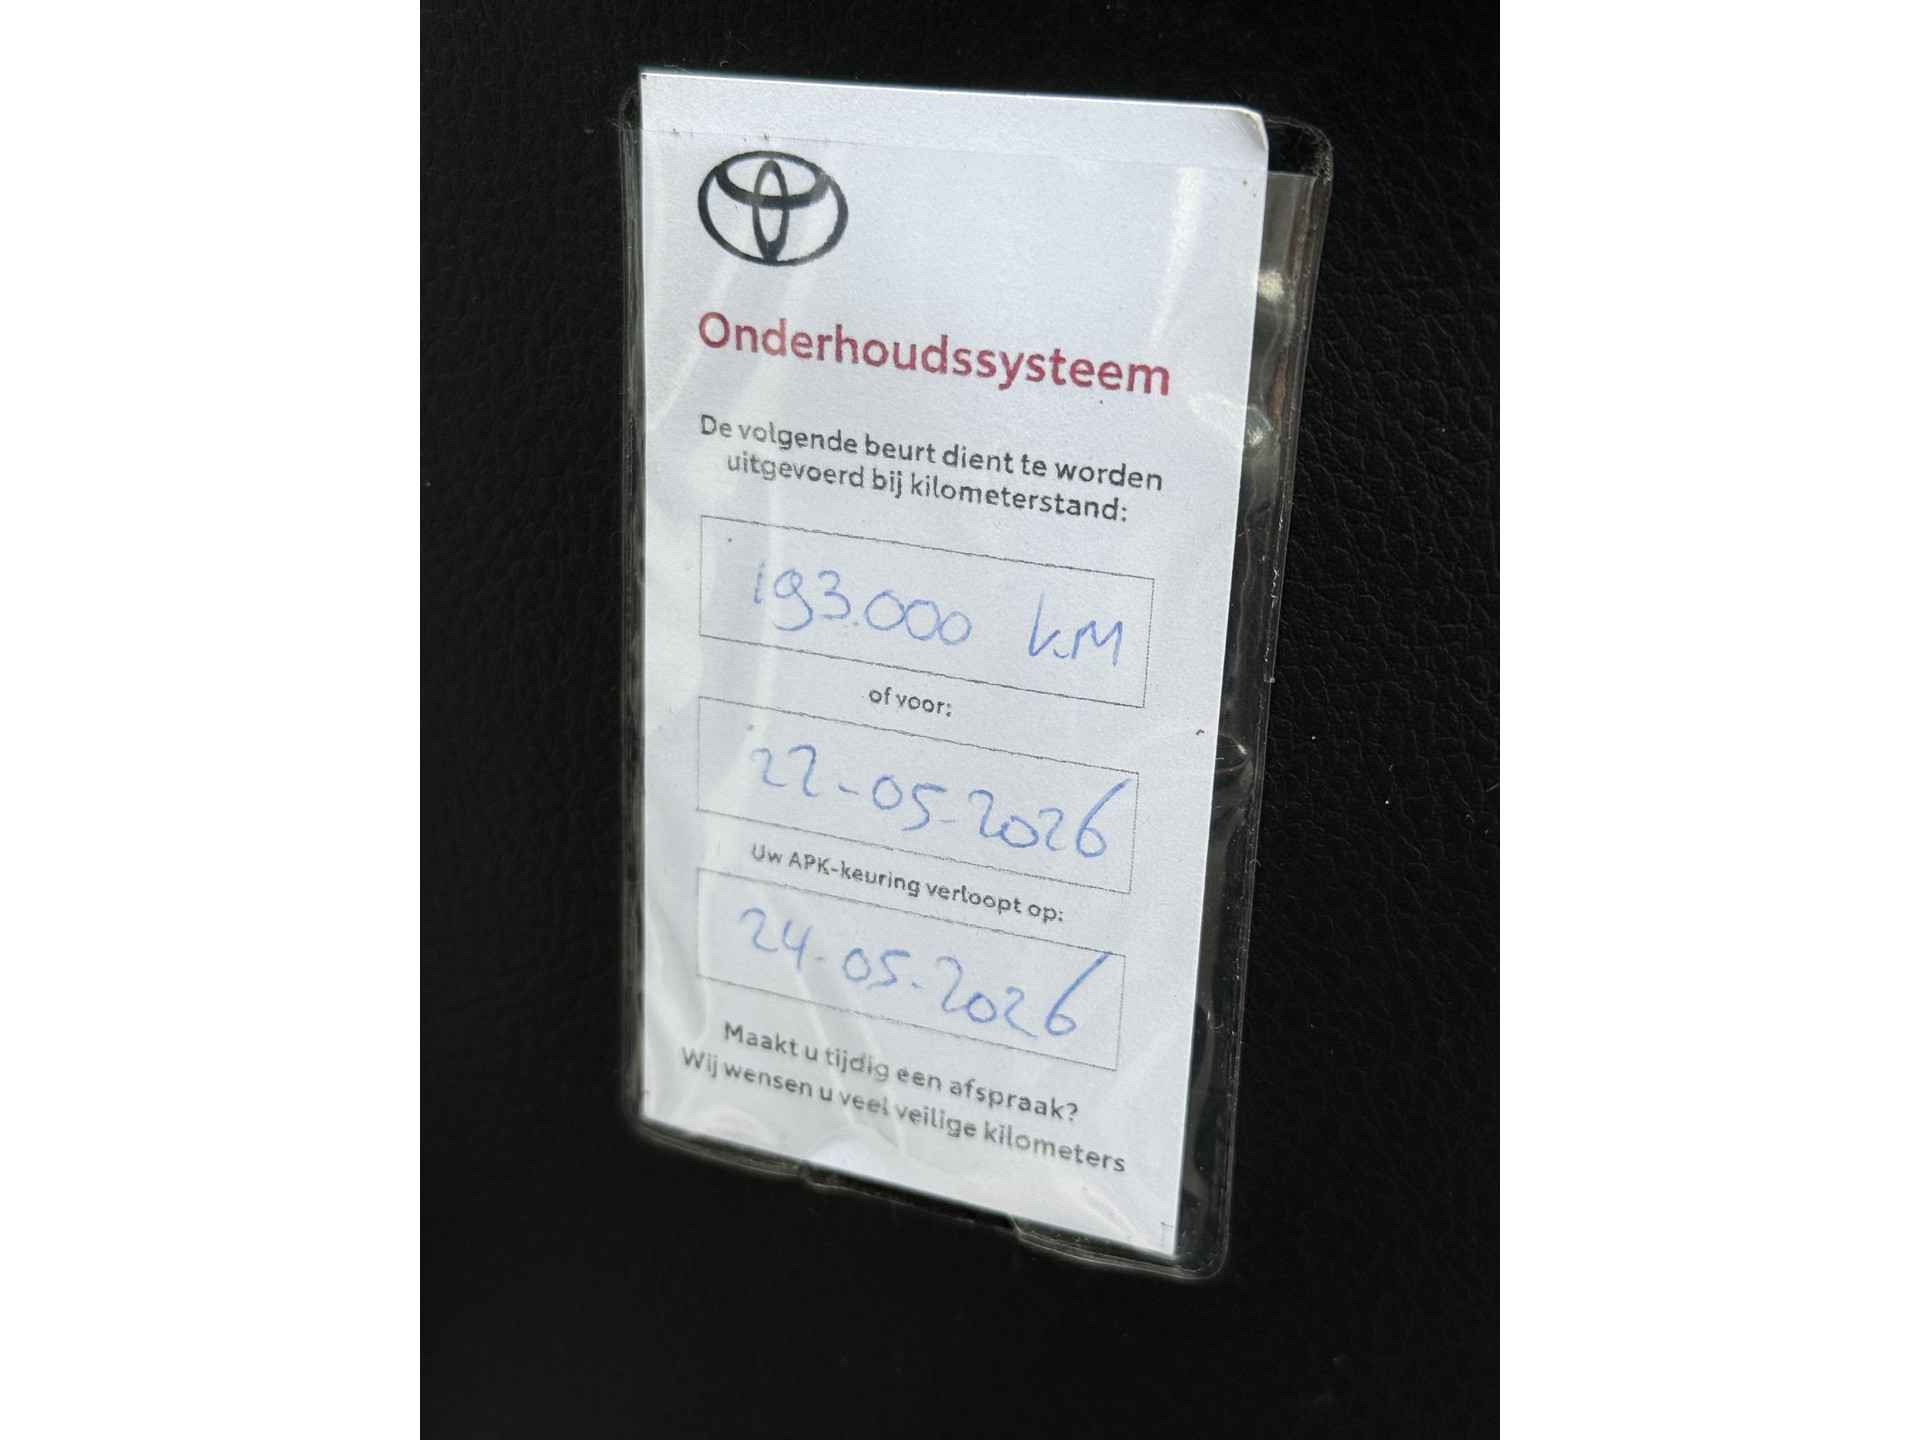 Onderhoudssysteem
De volgende beurt dient te worden
uitgevoerd bij kilometerstand:
193.000 k.M
of voor:
22-05-2026
Uw APK-keuring verloopt op:
24-05-2026
Maakt u tijdig een afspraak?
Wij wensen u veel veilige kilometers